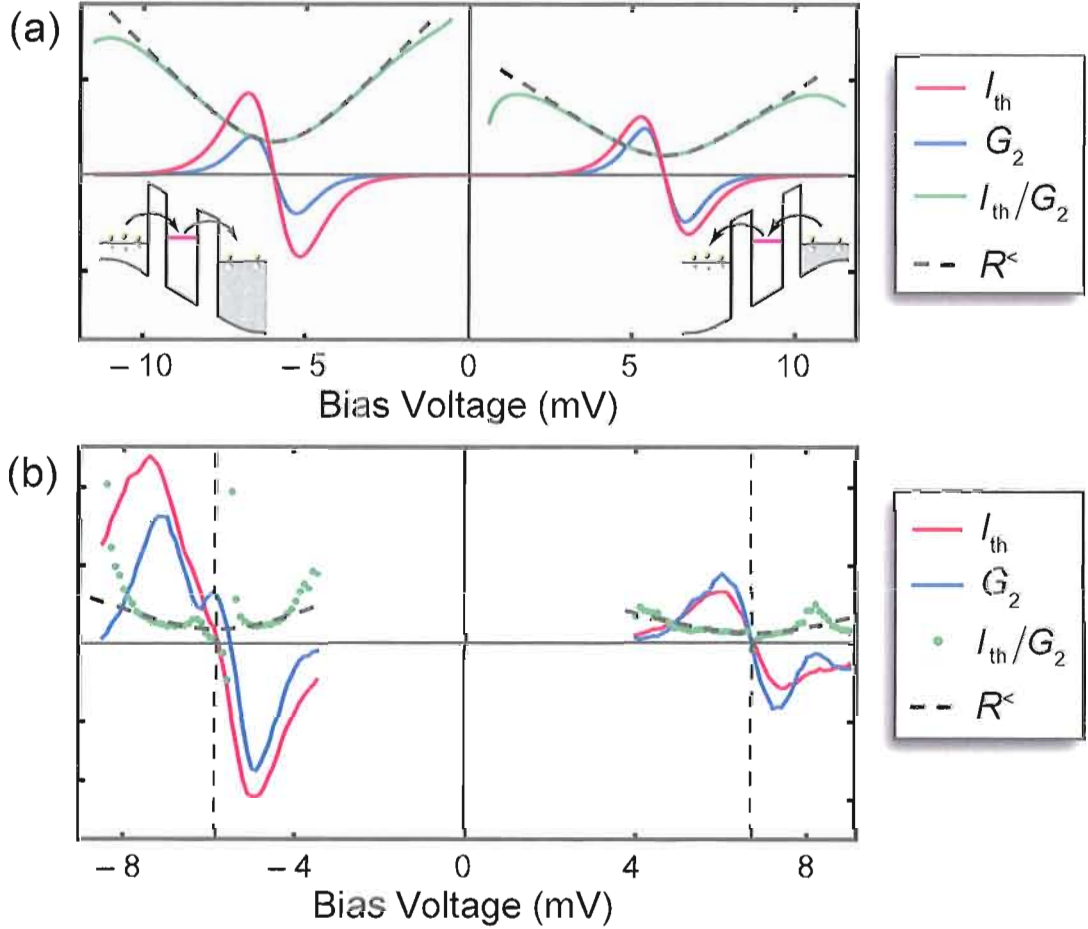 (a)
I_th
G_2
I_th/G_2
R^<
−10 −5 0 5 10
Bias Voltage (mV)
(b)
I_th
G_2
I_th/G_2
R^<
−8 −4 0 4 8
Bias Voltage (mV)